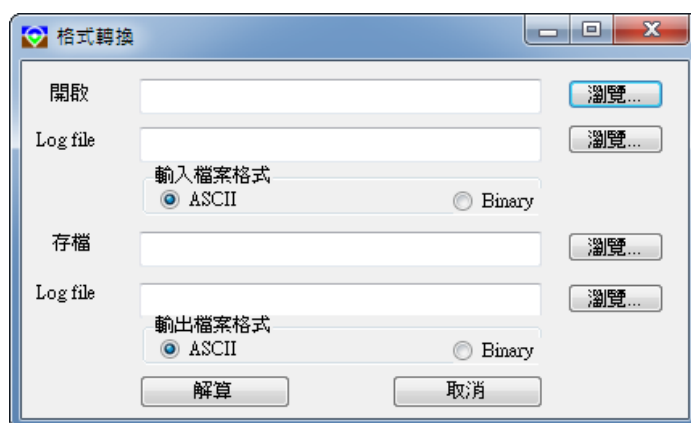 格式轉換
開啟
瀏覽...
Log file
瀏覽...
輸入檔案格式
ASCII
Binary
存檔
瀏覽...
Log file
瀏覽...
輸出檔案格式
ASCII
Binary
解算
取消